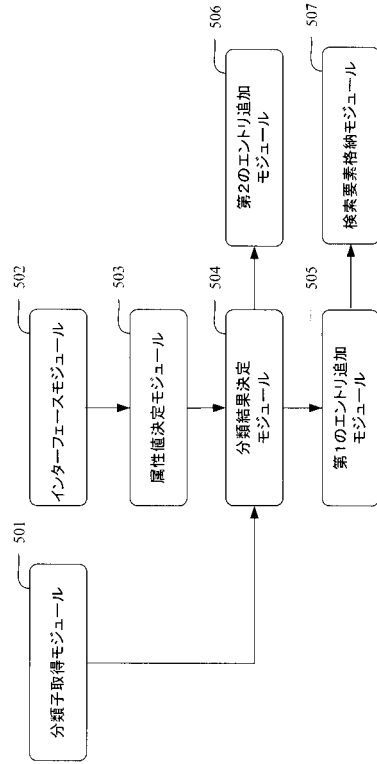 501
分類子取得モジュール
502
インターフェースモジュール
503
属性値決定モジュール
504
分類結果決定
モジュール
505
第1のエントリ追加
モジュール
506
第2のエントリ追加
モジュール
507
検索要素格納モジュール